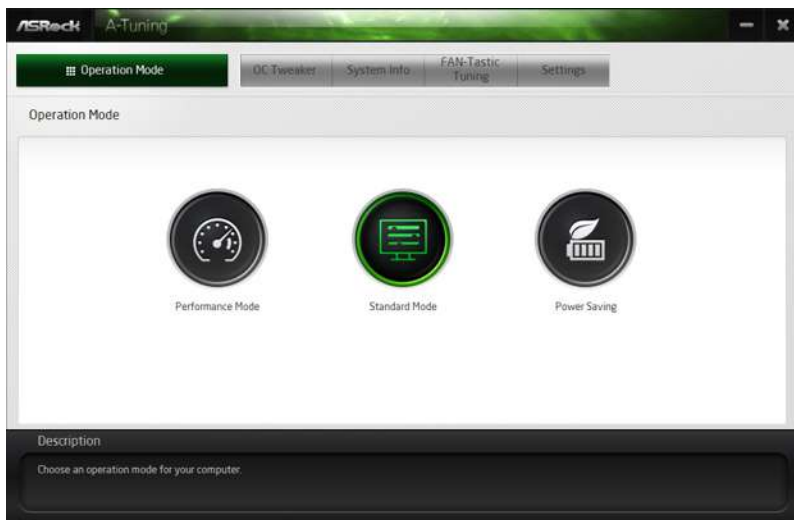 ASRock A-Tuning
Operation Mode
OC Tweaker
System Info
FAN-Tastic
Tuning
Settings
Operation Mode
Performance Mode
Standard Mode
Power Saving
Description
Choose an operation mode for your computer.